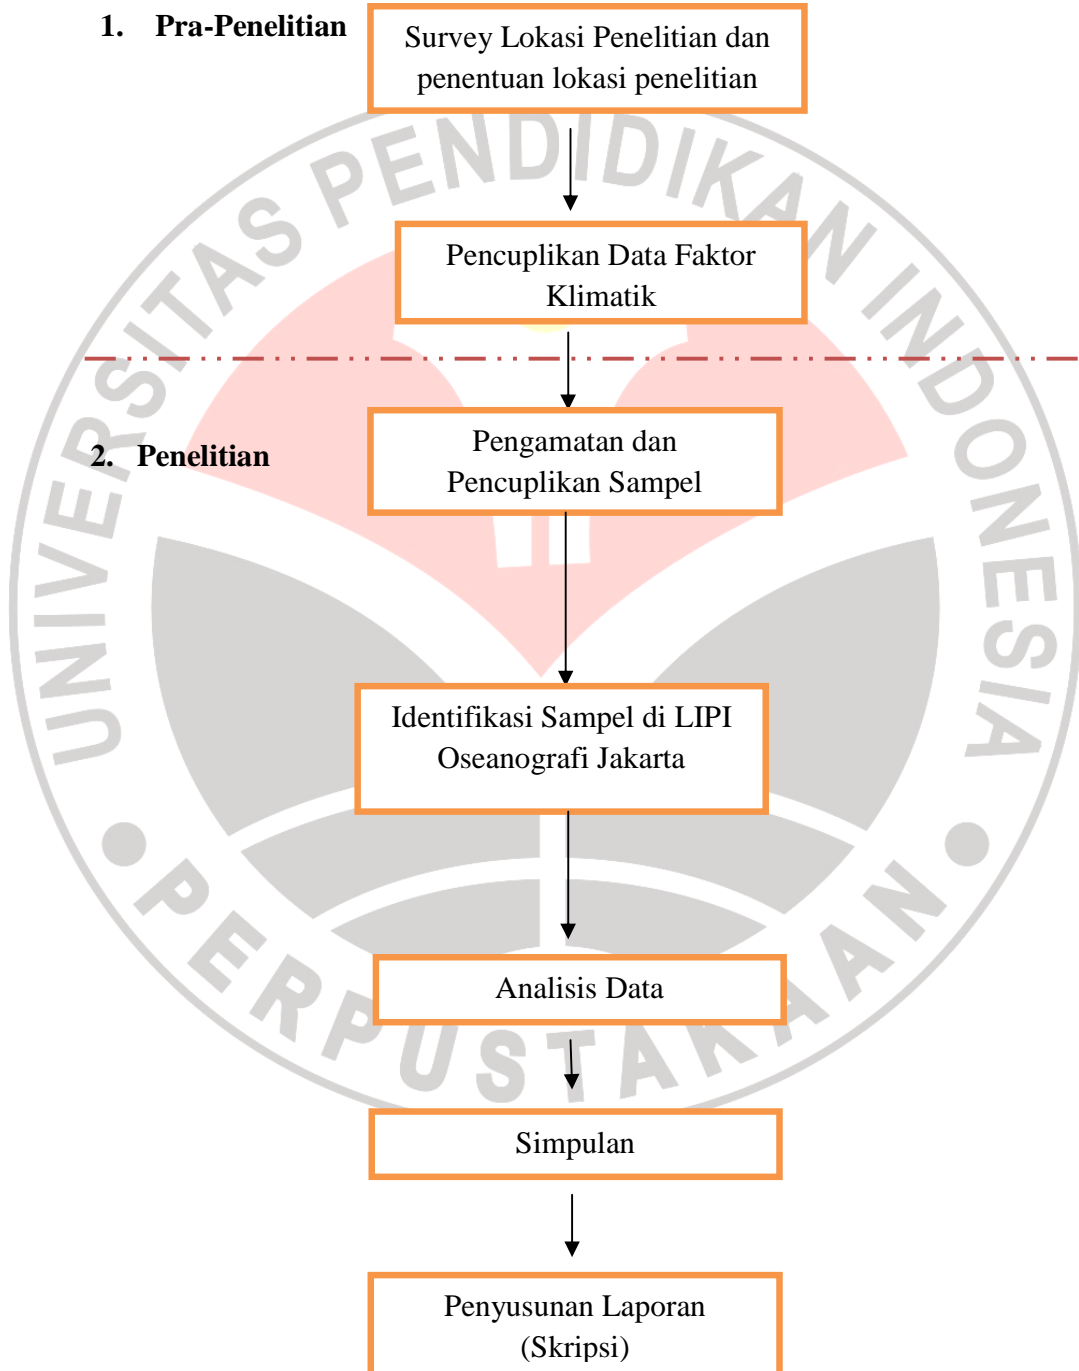 1. Pra-Penelitian
Survey Lokasi Penelitian dan
penentuan lokasi penelitian
Pencuplikan Data Faktor
Klimatik
2. Penelitian
Pengamatan dan
Pencuplikan Sampel
Identifikasi Sampel di LIPI
Oseanografi Jakarta
Analisis Data
Simpulan
Penyusunan Laporan
(Skripsi)
UNIVERSITAS PENDIDIKAN INDONESIA
PERPUSTAKAAN